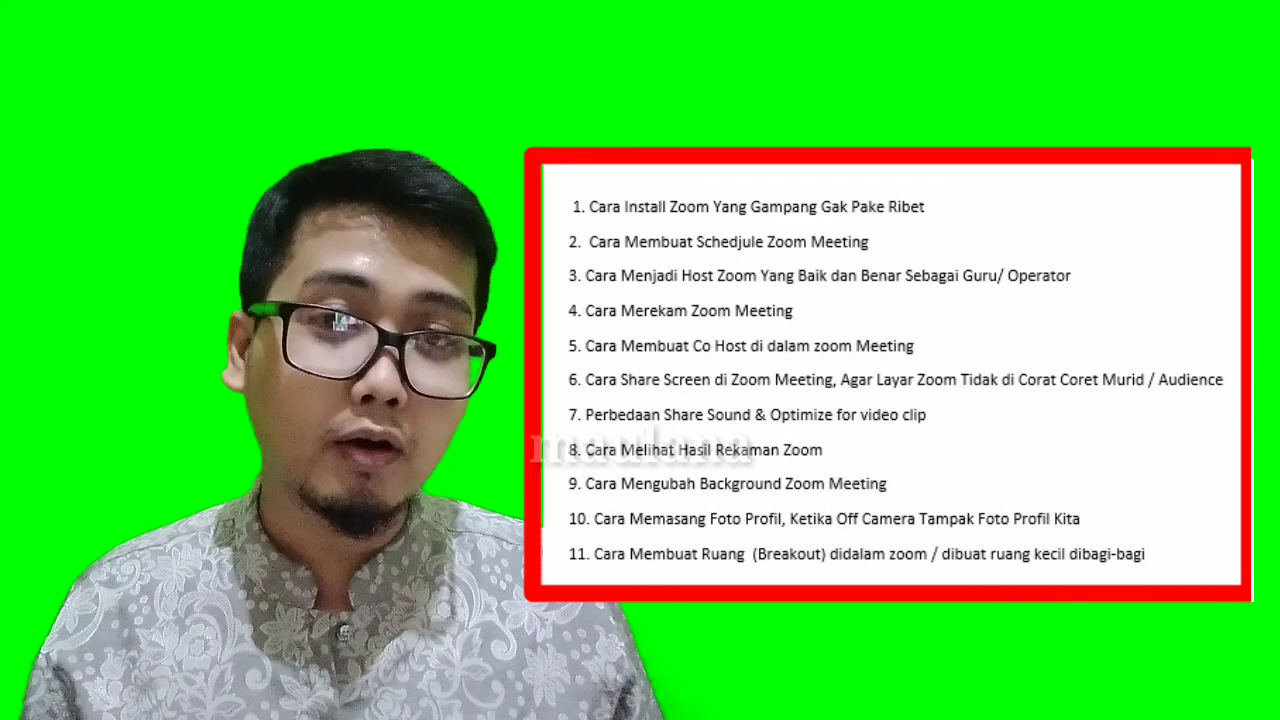 1. Cara Install Zoom Yang Gampang Gak Pake Ribet
2. Cara Membuat Schedjule Zoom Meeting
3. Cara Menjadi Host Zoom Yang Baik dan Benar Sebagai Guru/ Operator
4. Cara Merekam Zoom Meeting
5. Cara Membuat Co Host di dalam zoom Meeting
6. Cara Share Screen di Zoom Meeting, Agar Layar Zoom Tidak di Corat Coret Murid / Audience
7. Perbedaan Share Sound & Optimize for video clip
maulana
8. Cara Melihat Hasil Rekaman Zoom
9. Cara Mengubah Background Zoom Meeting
10. Cara Memasang Foto Profil, Ketika Off Camera Tampak Foto Profil Kita
11. Cara Membuat Ruang (Breakout) didalam zoom / dibuat ruang kecil dibagi-bagi